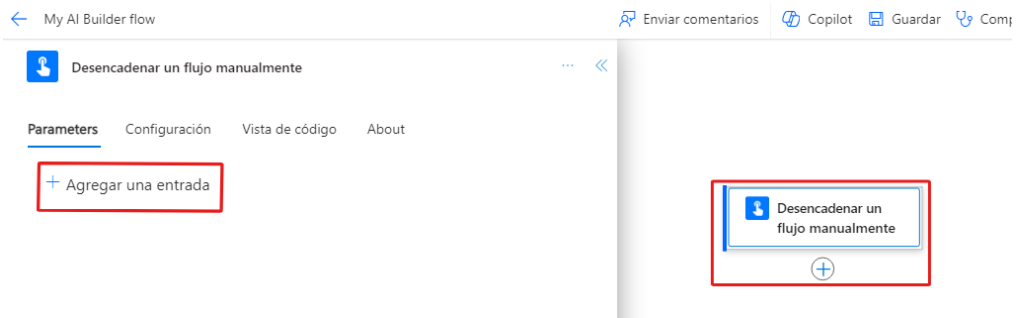 My AI Builder flow
Enviar comentarios
Copilot
Guardar
Desencadenar un flujo manualmente
Parameters
Configuración
Vista de código
About
Agregar una entrada
Desencadenar un
flujo manualmente